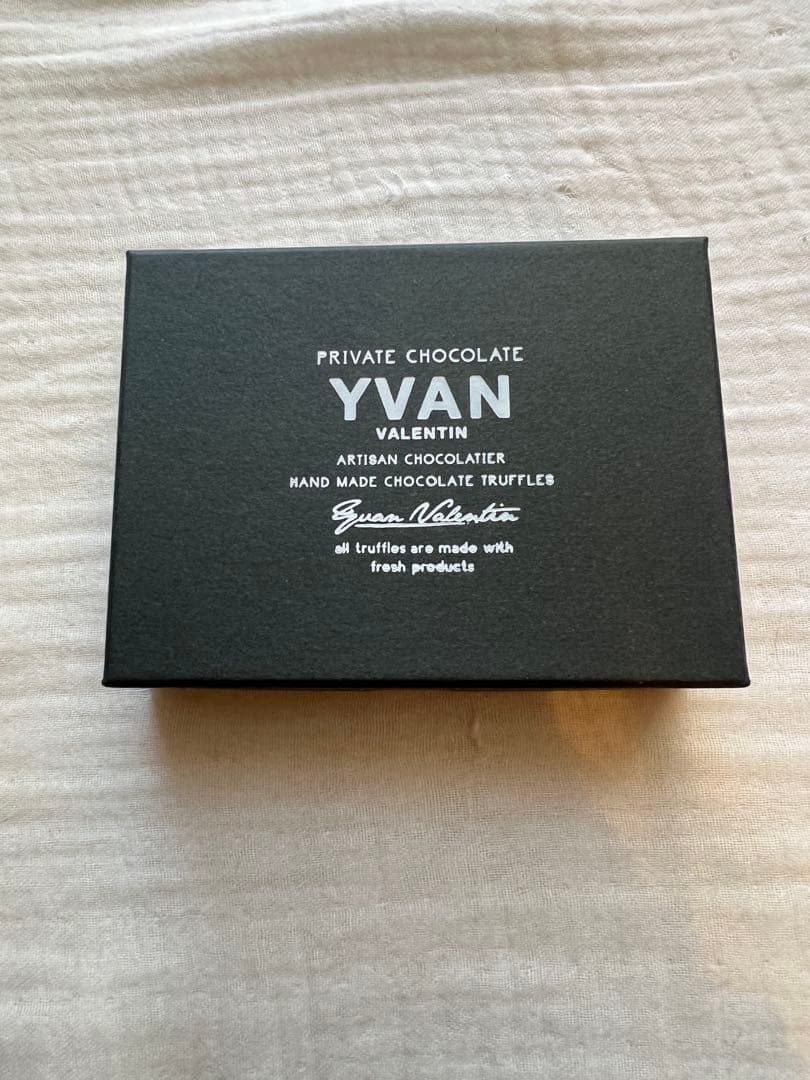 PRIVATE CHOCOLATE
YVAN
VALENTIN
ARTISAN CHOCOLATIER
HAND MADE CHOCOLATE TRUFFLES
Yvan Valentin
all truffles are made with
fresh products